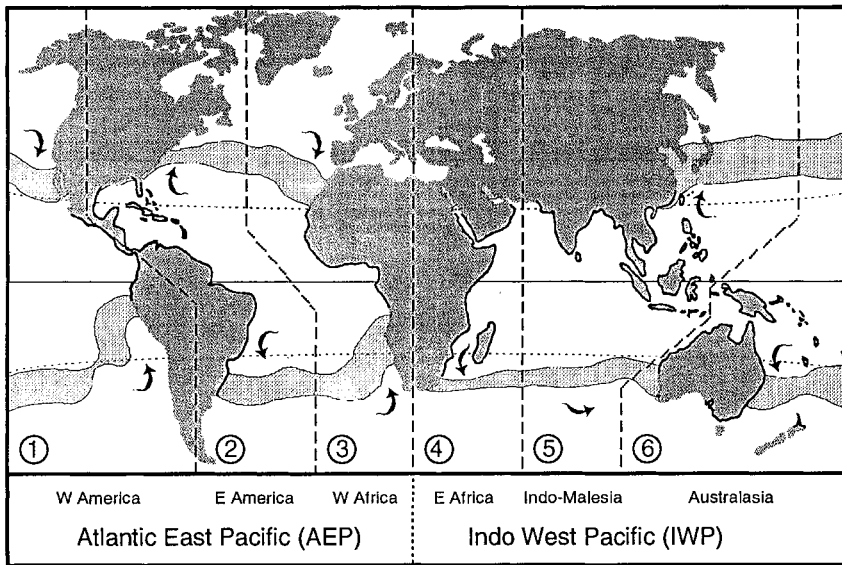 ① ② ③ ④ ⑤ ⑥
W America E America W Africa E Africa Indo-Malesia Australasia
Atlantic East Pacific (AEP) Indo West Pacific (IWP)